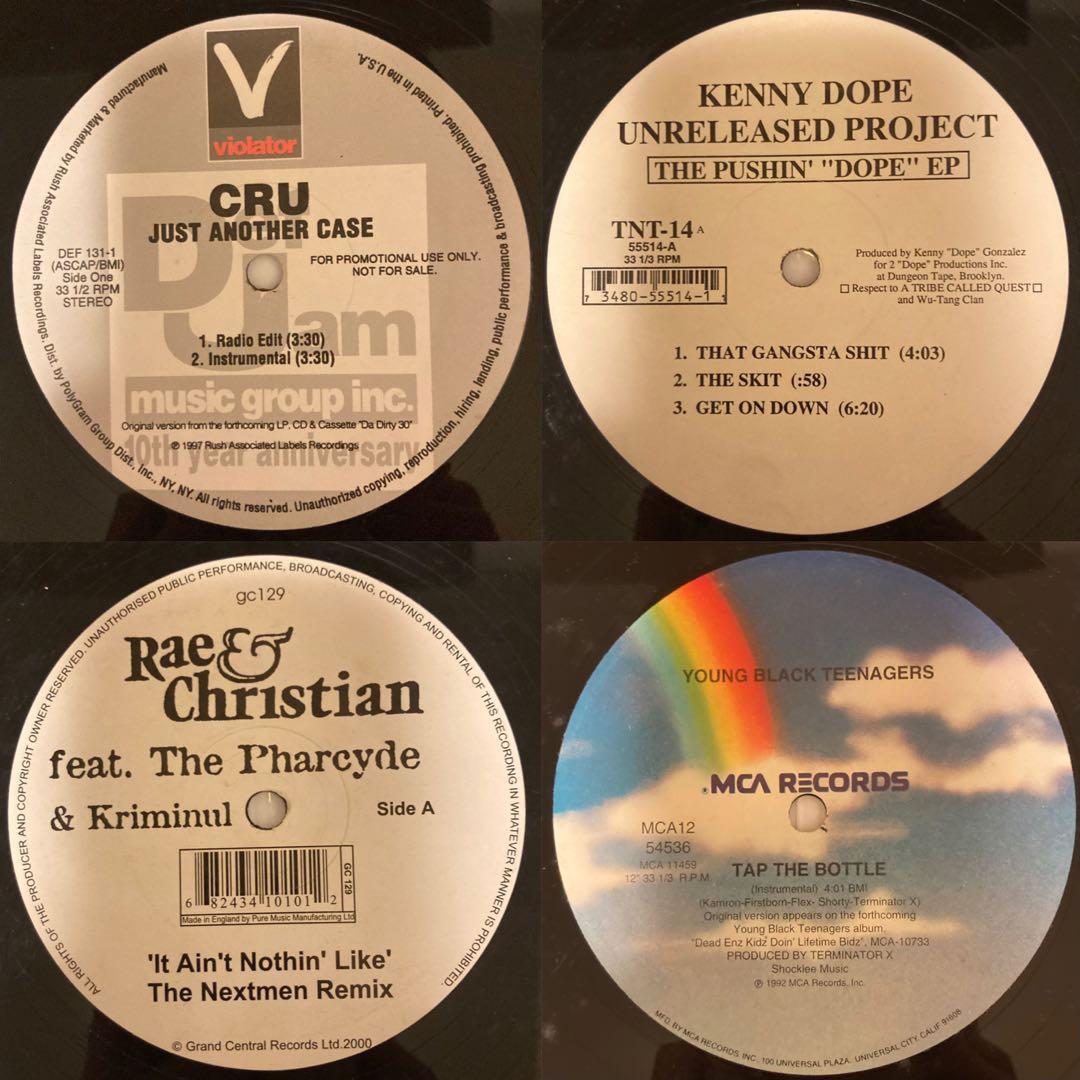 V
violator
CRU
JUST ANOTHER CASE
DEF 131-1
(ASCAP/BMI)
Side One
33 1/2 RPM
STEREO
FOR PROMOTIONAL USE ONLY.
NOT FOR SALE.
1. Radio Edit (3:30)
2. Instrumental (3:30)
Def Jam
music group inc.
Original version from the forthcoming LP, CD & Cassette "Da Dirty 30"
℗ 1997 Rush Associated Labels Recordings
10th year anniversary
Manufactured & Marketed by Rush Associated Labels Recordings. Dist. by PolyGram Group Dist., Inc., NY, NY. All rights reserved. Unauthorized copying, reproduction, hiring, lending, public performance & broadcasting prohibited. Printed in the U.S.A.
KENNY DOPE
UNRELEASED PROJECT
THE PUSHIN' "DOPE" EP
TNT-14 A
55514-A
33 1/3 RPM
7 3480-55514-1 1
Produced by Kenny "Dope" Gonzalez
for 2 "Dope" Productions Inc.
at Dungeon Tape, Brooklyn.
□ Respect to A TRIBE CALLED QUEST □
and Wu-Tang Clan
1. THAT GANGSTA SHIT (4:03)
2. THE SKIT (:58)
3. GET ON DOWN (6:20)
ALL RIGHTS OF THE PRODUCER AND COPYRIGHT OWNER RESERVED. UNAUTHORISED PUBLIC PERFORMANCE, BROADCASTING, COPYING AND RENTAL OF THIS RECORDING IN WHATEVER MANNER IS PROHIBITED.
gc129
Rae &
Christian
feat. The Pharcyde
& Kriminul
Side A
6 82434 10101 2
GC 129
Made in England by Pure Music Manufacturing Ltd
'It Ain't Nothin' Like'
The Nextmen Remix
© Grand Central Records Ltd.2000
YOUNG BLACK TEENAGERS
® MCA RECORDS
MCA12
54536
MCA 11459
12" 33 1/3 R.P.M.
TAP THE BOTTLE
(Instrumental) 4:01 BMI
(Kamron-Firstborn-Flex- Shorty-Terminator X)
Original version appears on the forthcoming
Young Black Teenagers album,
"Dead Enz Kidz Doin' Lifetime Bidz", MCA-10733
PRODUCED BY TERMINATOR X
Shocklee Music
℗ 1992 MCA Records, Inc.
MFD. BY MCA RECORDS, INC., 100 UNIVERSAL PLAZA, UNIVERSAL CITY, CALIF 91608